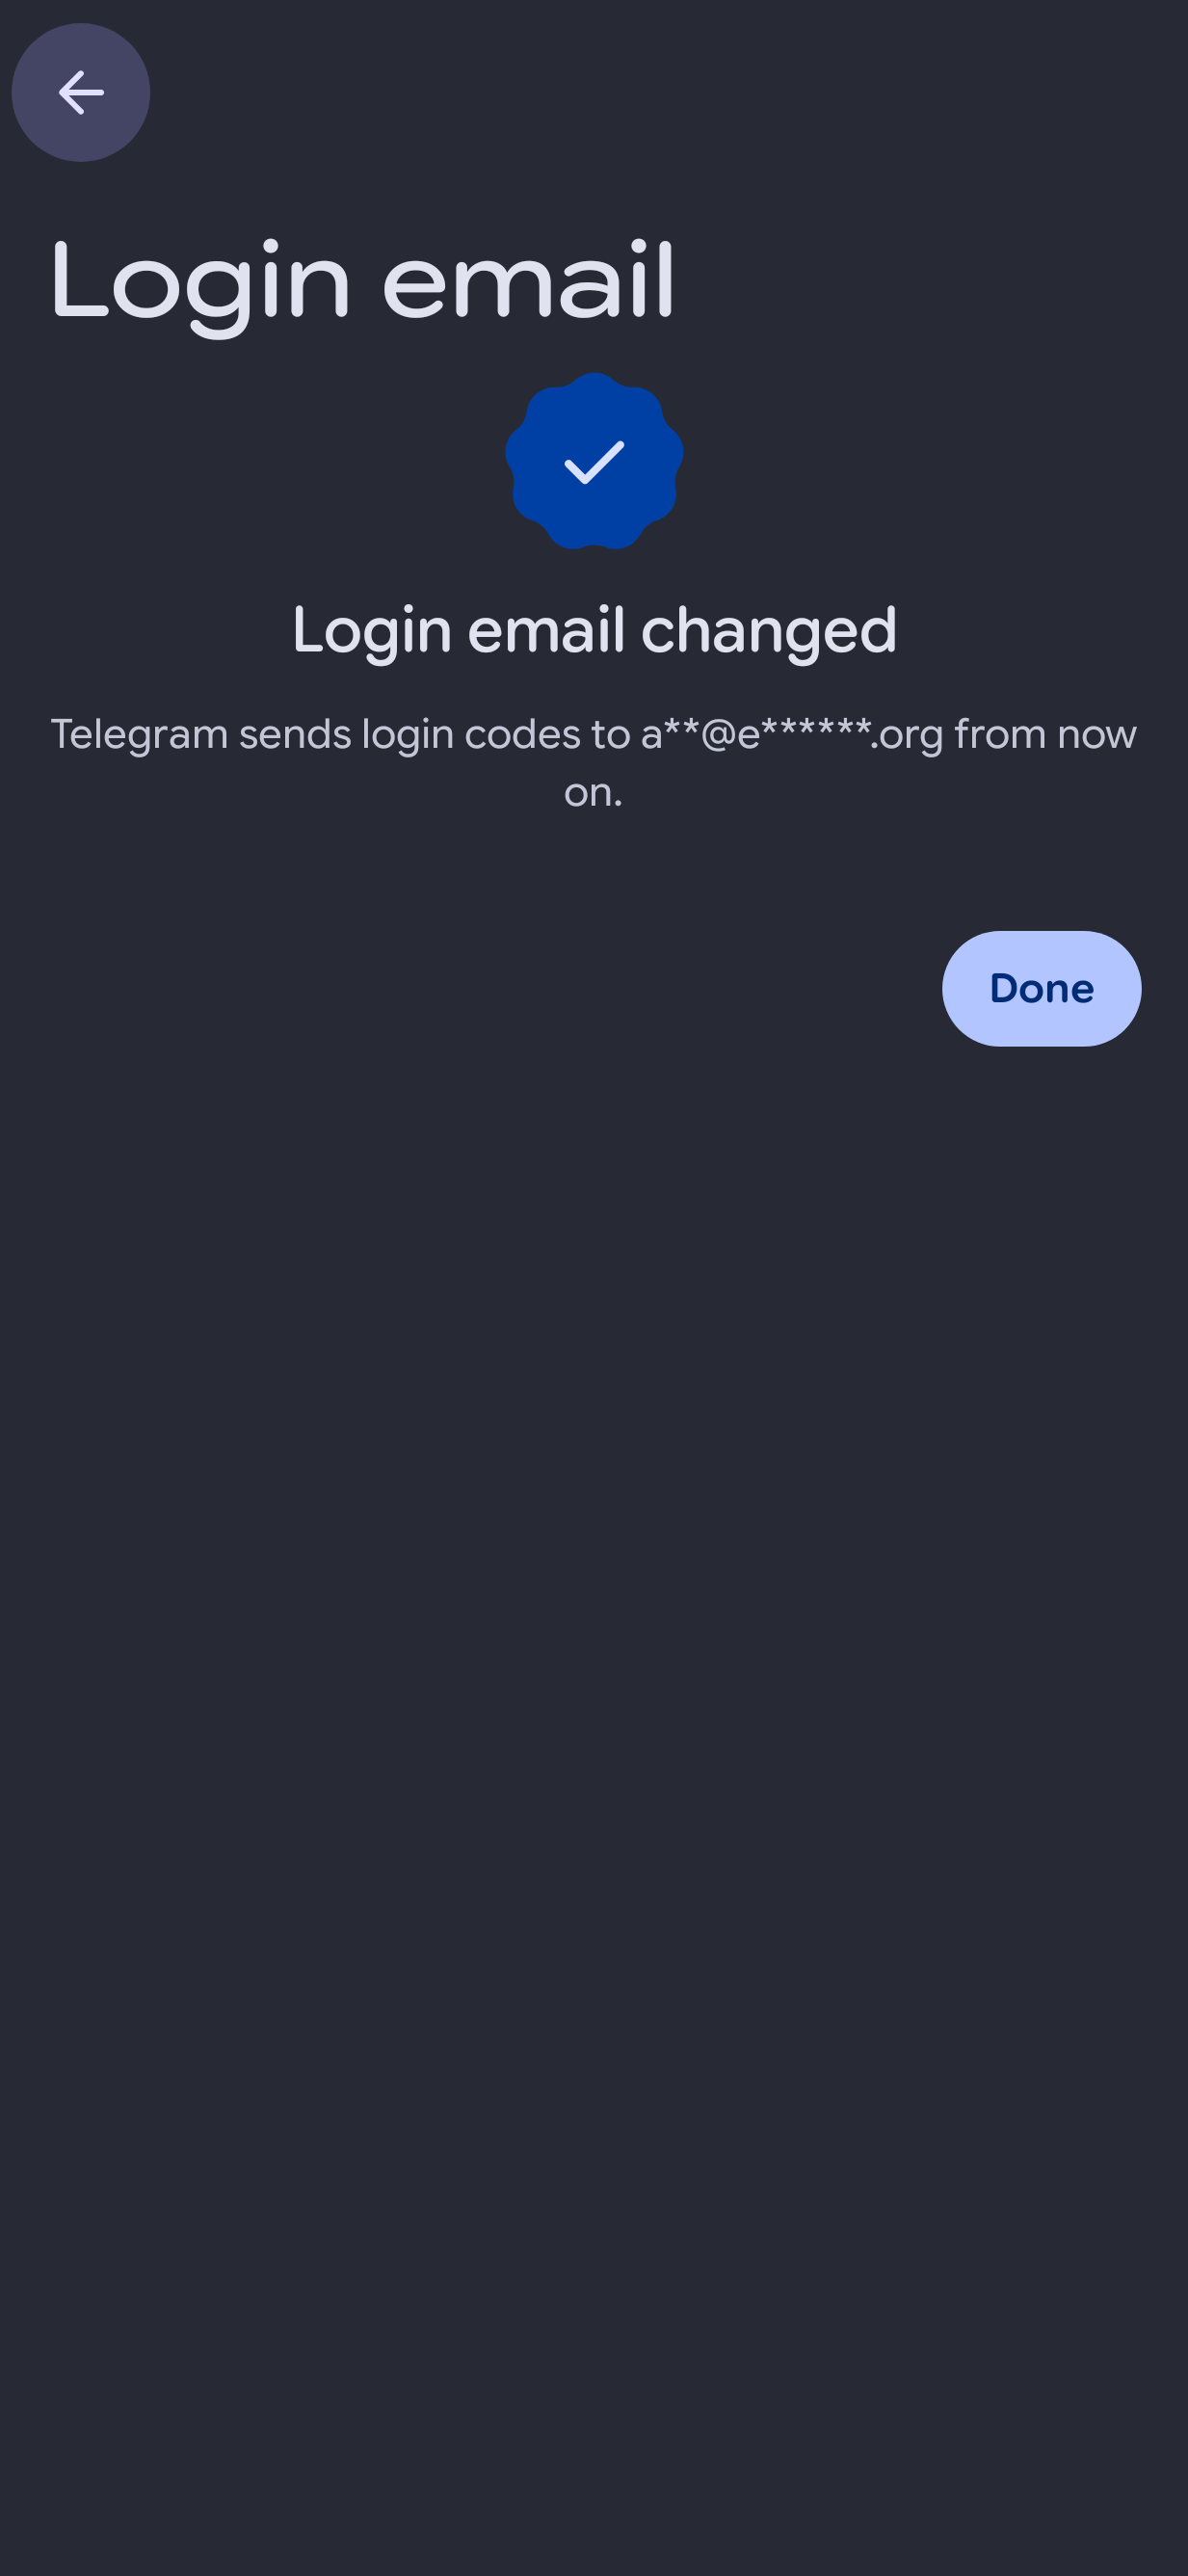 Login email
Login email changed
Telegram sends login codes to a**@e******.org from now
on.
Done